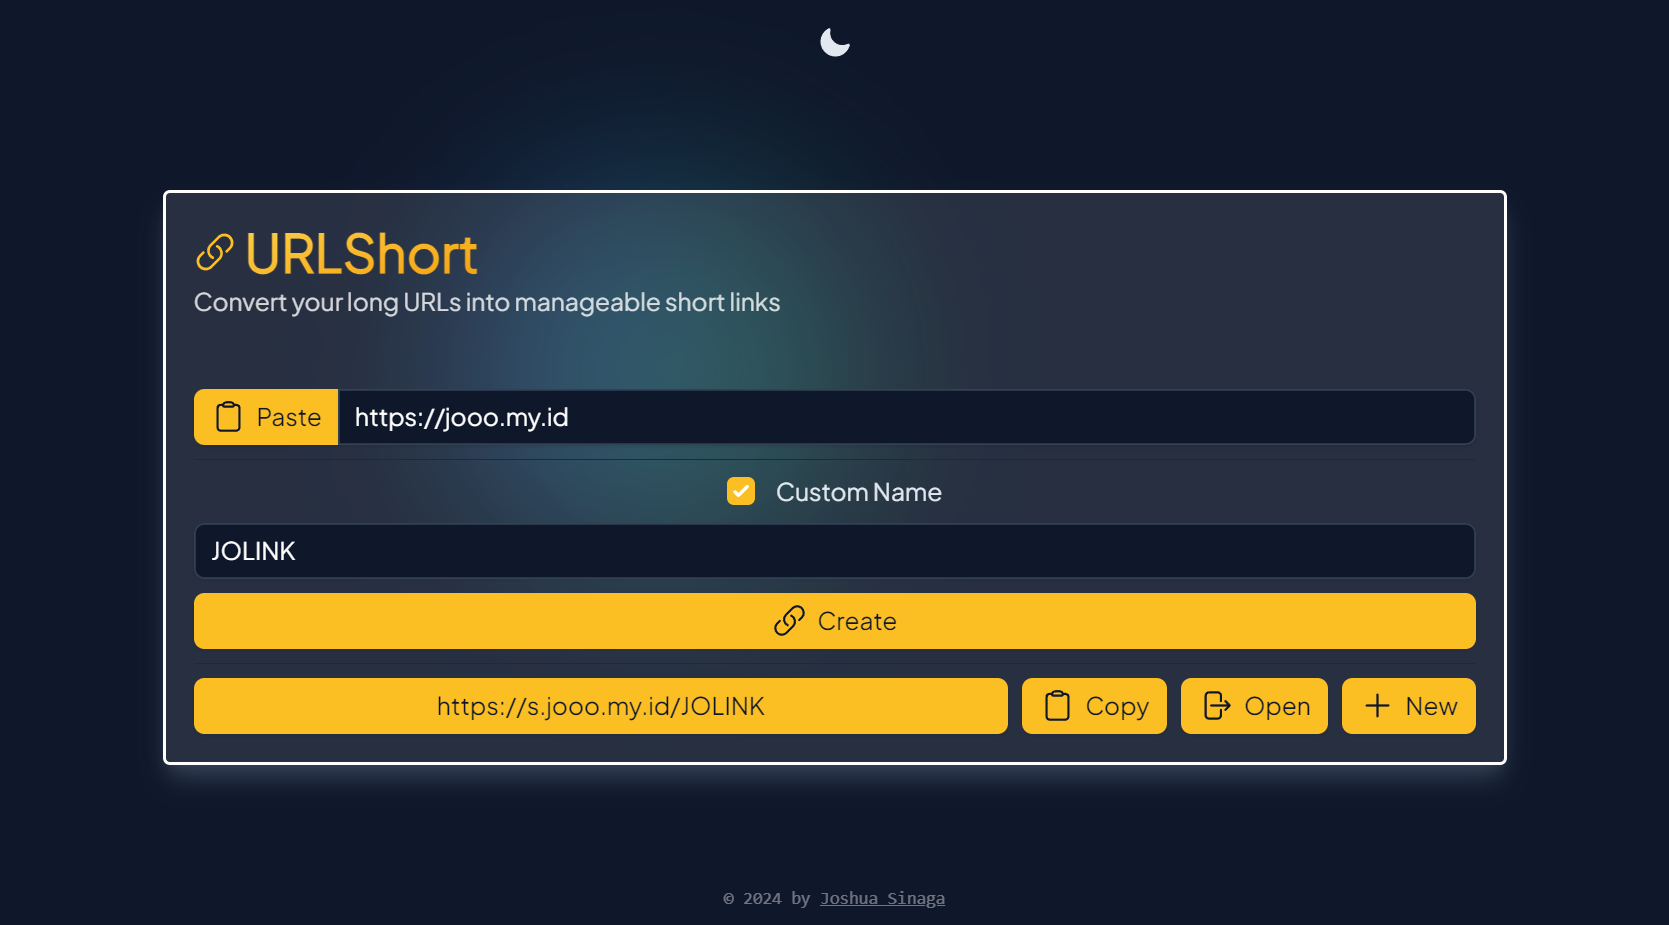 URLShort
Convert your long URLs into manageable short links
Paste https://jooo.my.id
Custom Name
JOLINK
Create
https://s.jooo.my.id/JOLINK Copy Open New
© 2024 by Joshua Sinaga